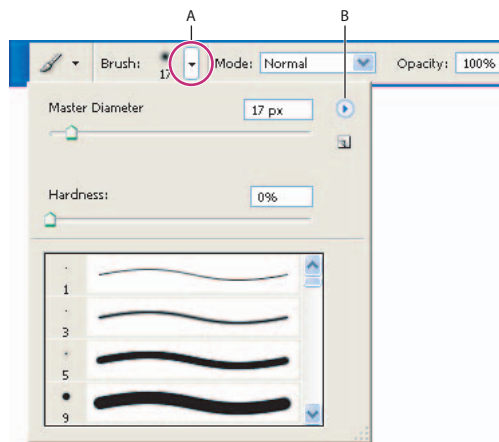 A B
Brush: 17 Mode: Normal Opacity: 100%
Master Diameter 17 px
Hardness: 0%
1
3
5
9